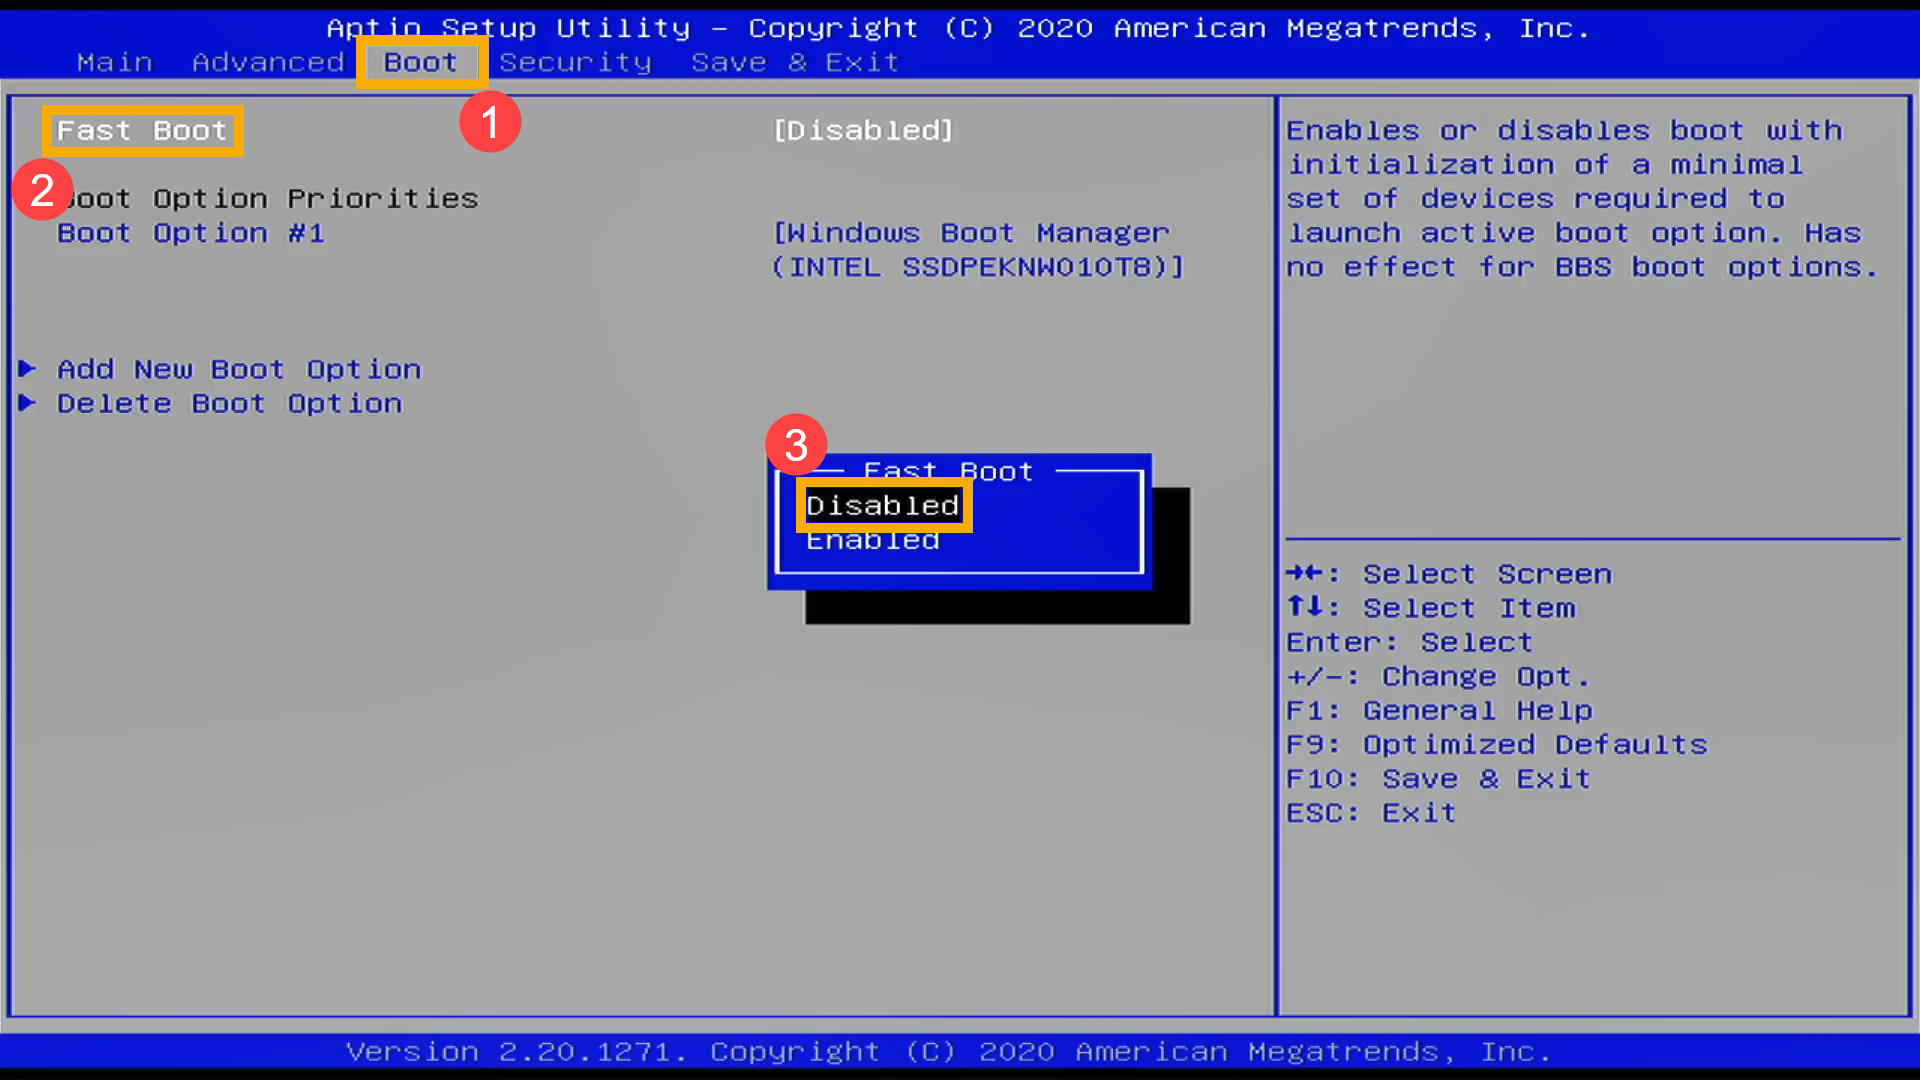 Aptio Setup Utility – Copyright (C) 2020 American Megatrends, Inc.
Main Advanced Boot Security Save & Exit
1
Fast Boot [Disabled]
2
Boot Option Priorities
Boot Option #1 [Windows Boot Manager
(INTEL SSDPEKNW010T8)]
Add New Boot Option
Delete Boot Option
3
Fast Boot
Disabled
Enabled
Enables or disables boot with
initialization of a minimal
set of devices required to
launch active boot option. Has
no effect for BBS boot options.
→←: Select Screen
↑↓: Select Item
Enter: Select
+/-: Change Opt.
F1: General Help
F9: Optimized Defaults
F10: Save & Exit
ESC: Exit
Version 2.20.1271. Copyright (C) 2020 American Megatrends, Inc.